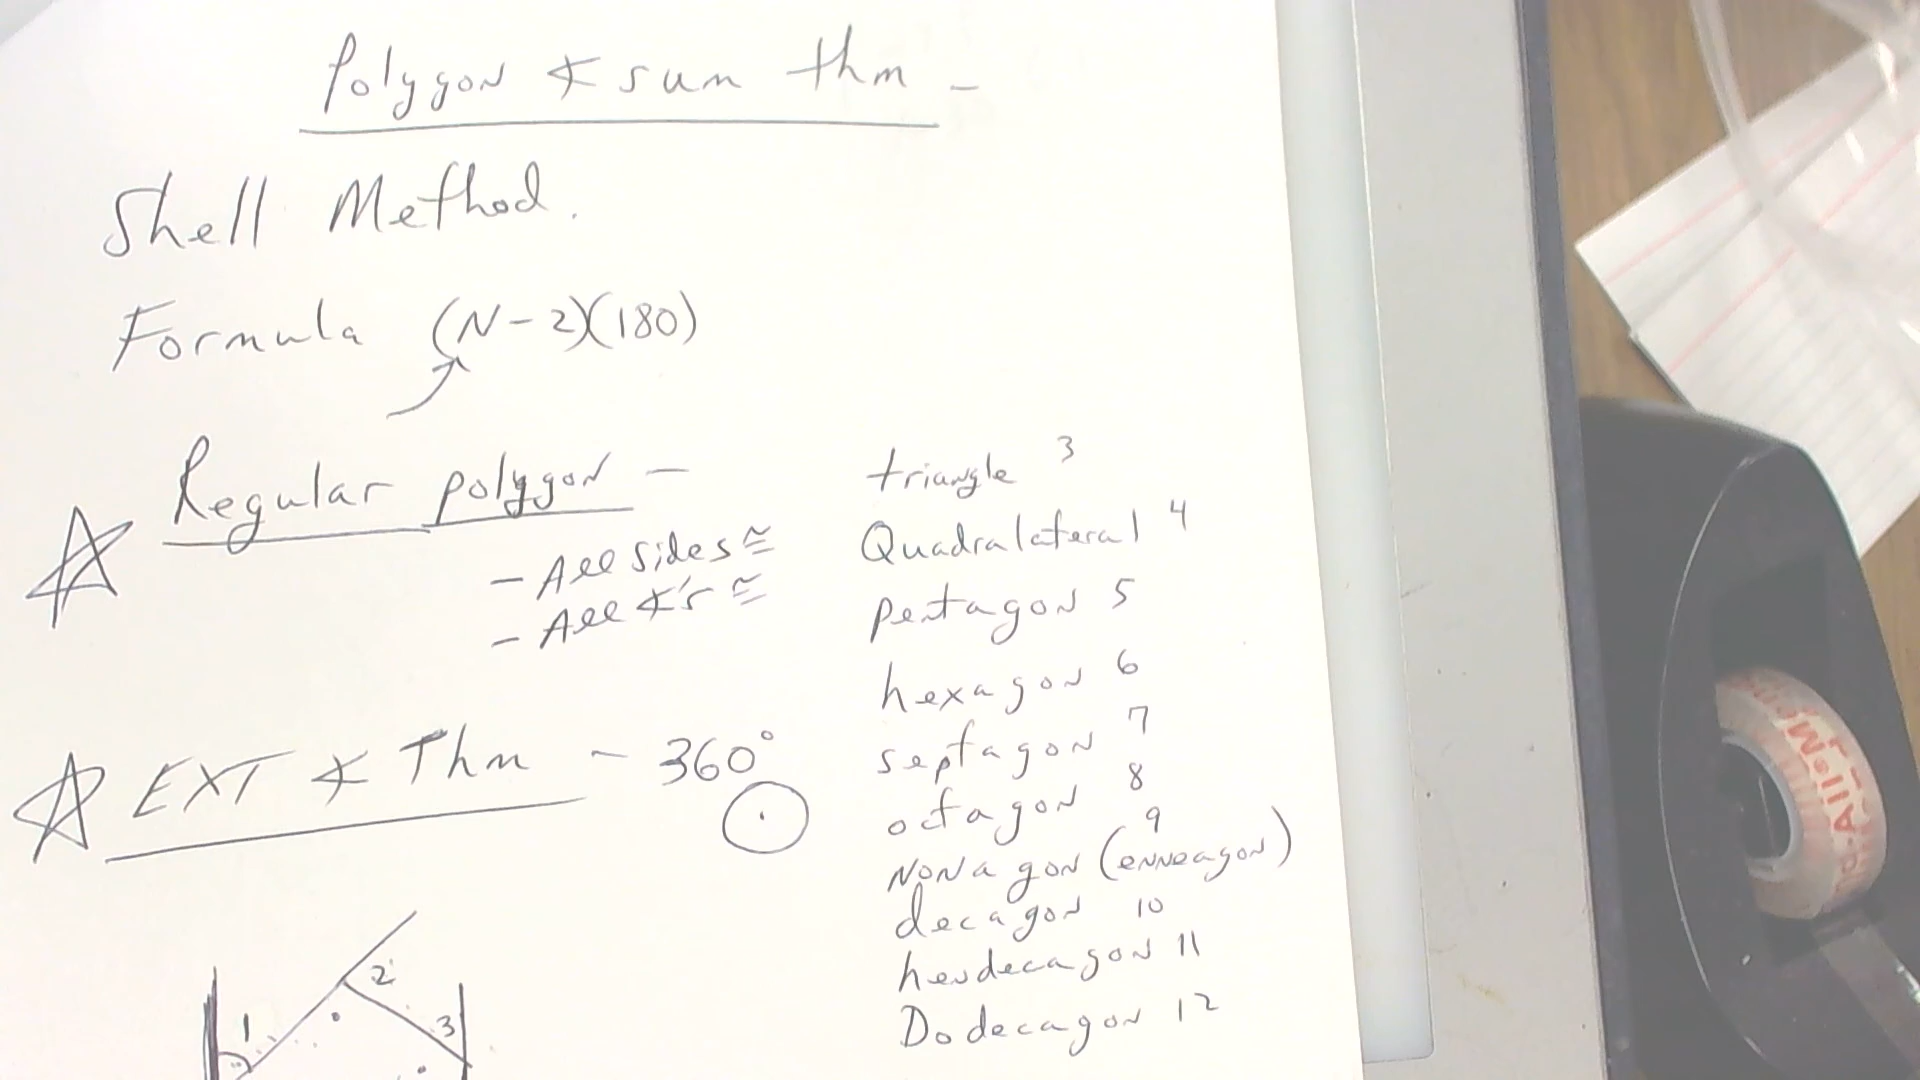 Polygon ∡ sum thm -
Shell Method.
Formula (N-2)(180)
Regular polygon -
- All sides ≅
- All ∡'s ≅
EXT ∡ Thm - 360°
1
2
3
triangle 3
Quadralateral 4
pentagon 5
hexagon 6
septagon 7
octagon 8
9
Nonagon (enneagon)
decagon 10
hendecagon 11
Dodecagon 12